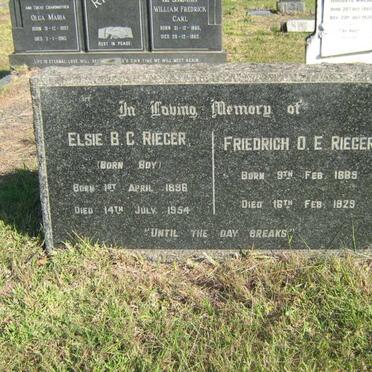 OLGA MARIA
WILLIAM FREDRICK
CARL
REST IN PEACE
In Loving Memory of
ELSIE B. C. RIEGER
(BORN BOY)
BORN 1ST APRIL 1896
DIED 14TH JULY 1954
FRIEDRICH O. E. RIEGER
BORN 9TH FEB. 1889
DIED 16TH FEB. 1929
"UNTIL THE DAY BREAKS"